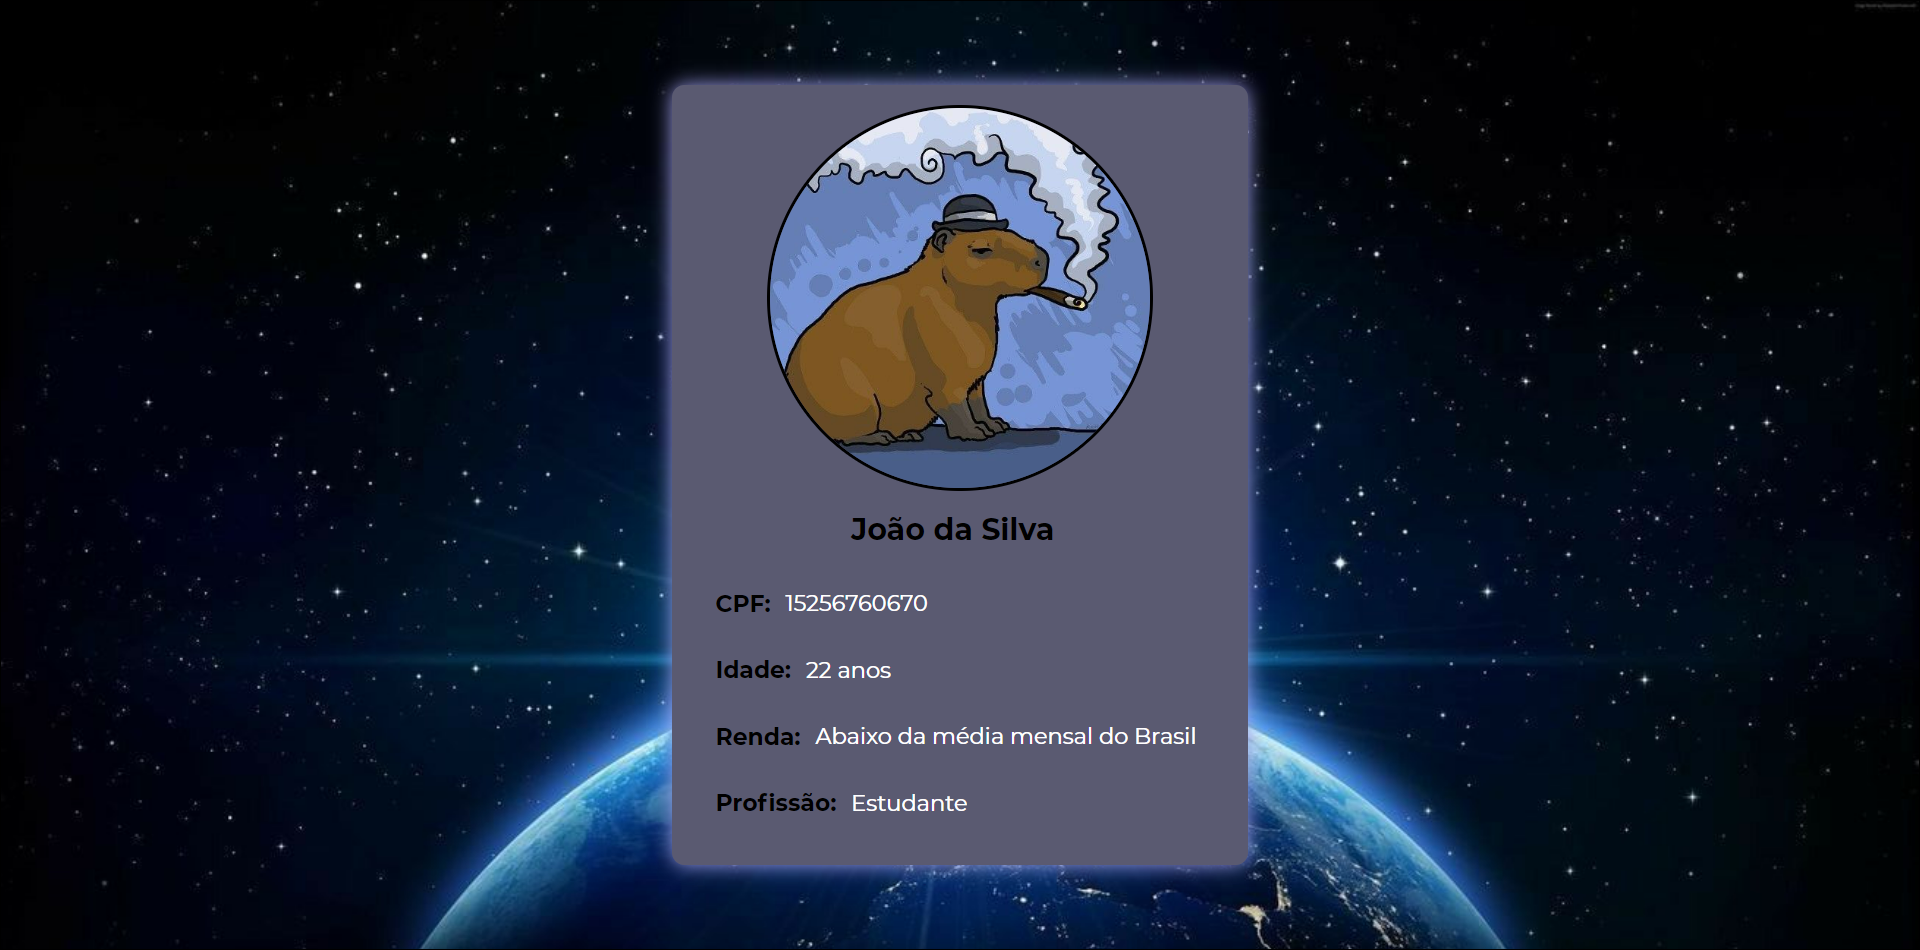 João da Silva
CPF: 15256760670
Idade: 22 anos
Renda: Abaixo da média mensal do Brasil
Profissão: Estudante